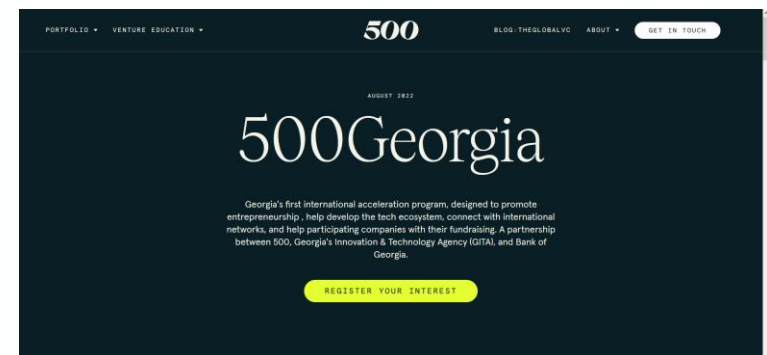 PORTFOLIO ▾ VENTURE EDUCATION ▾ 500 BLOG:THEGLOBALVC ABOUT ▾ GET IN TOUCH
AUGUST 2022
500Georgia
Georgia's first international acceleration program, designed to promote
entrepreneurship , help develop the tech ecosystem, connect with international
networks, and help participating companies with their fundraising. A partnership
between 500, Georgia's Innovation & Technology Agency (GITA), and Bank of
Georgia.
REGISTER YOUR INTEREST